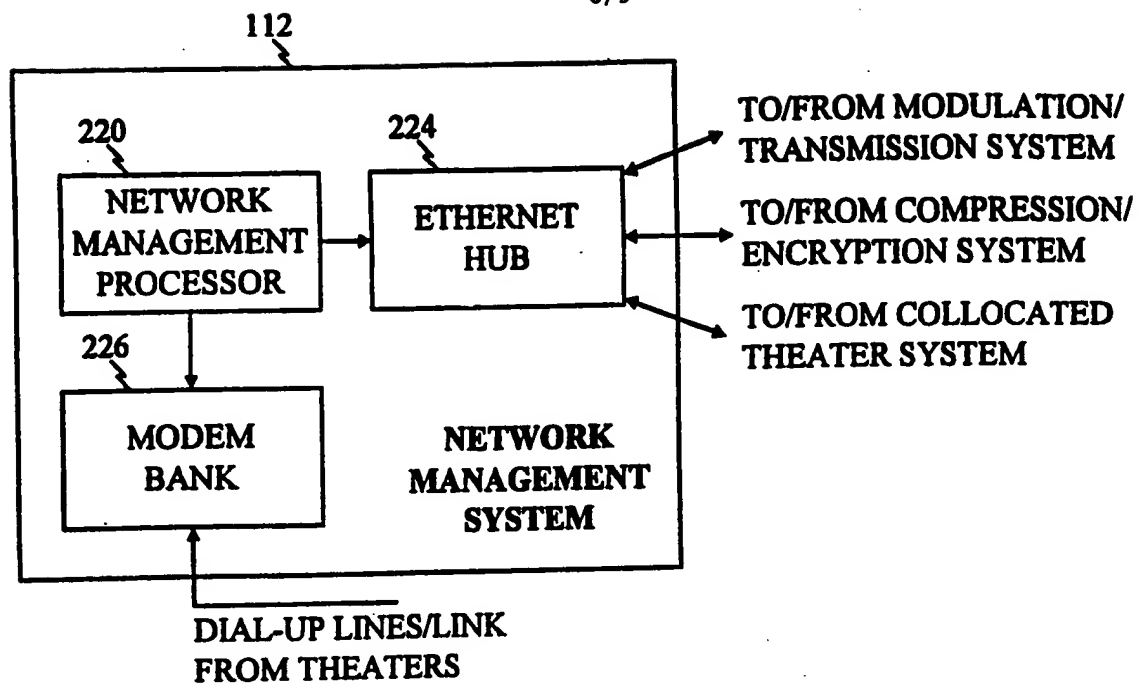 112
220
224
NETWORK
MANAGEMENT
PROCESSOR
ETHERNET
HUB
TO/FROM MODULATION/
TRANSMISSION SYSTEM
TO/FROM COMPRESSION/
ENCRYPTION SYSTEM
TO/FROM COLLOCATED
THEATER SYSTEM
226
MODEM
BANK
NETWORK
MANAGEMENT
SYSTEM
DIAL-UP LINES/LINK
FROM THEATERS